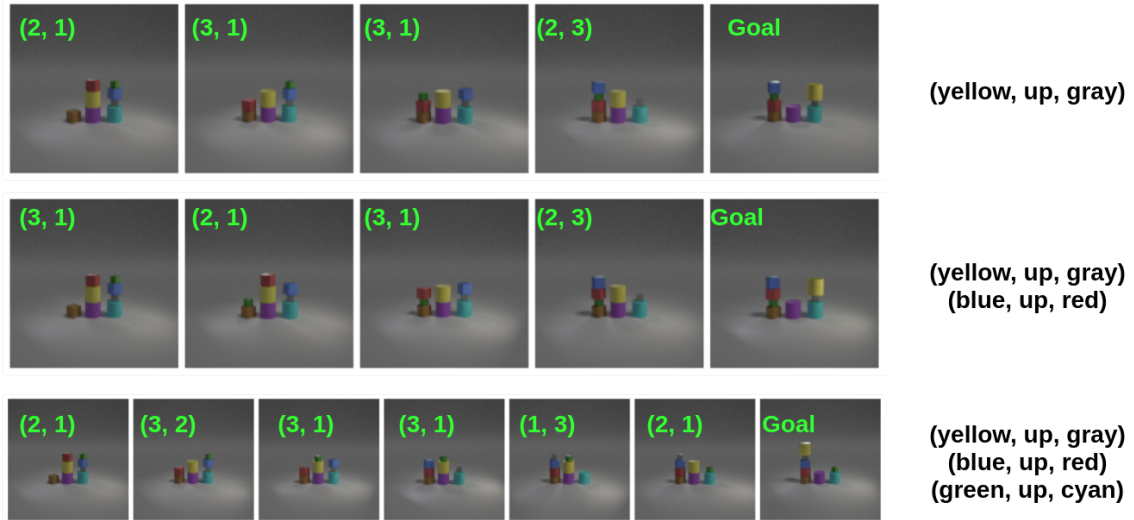 (2, 1) (3, 1) (3, 1) (2, 3) Goal
(yellow, up, gray)
(3, 1) (2, 1) (3, 1) (2, 3) Goal
(yellow, up, gray)
(blue, up, red)
(2, 1) (3, 2) (3, 1) (3, 1) (1, 3) (2, 1) Goal
(yellow, up, gray)
(blue, up, red)
(green, up, cyan)